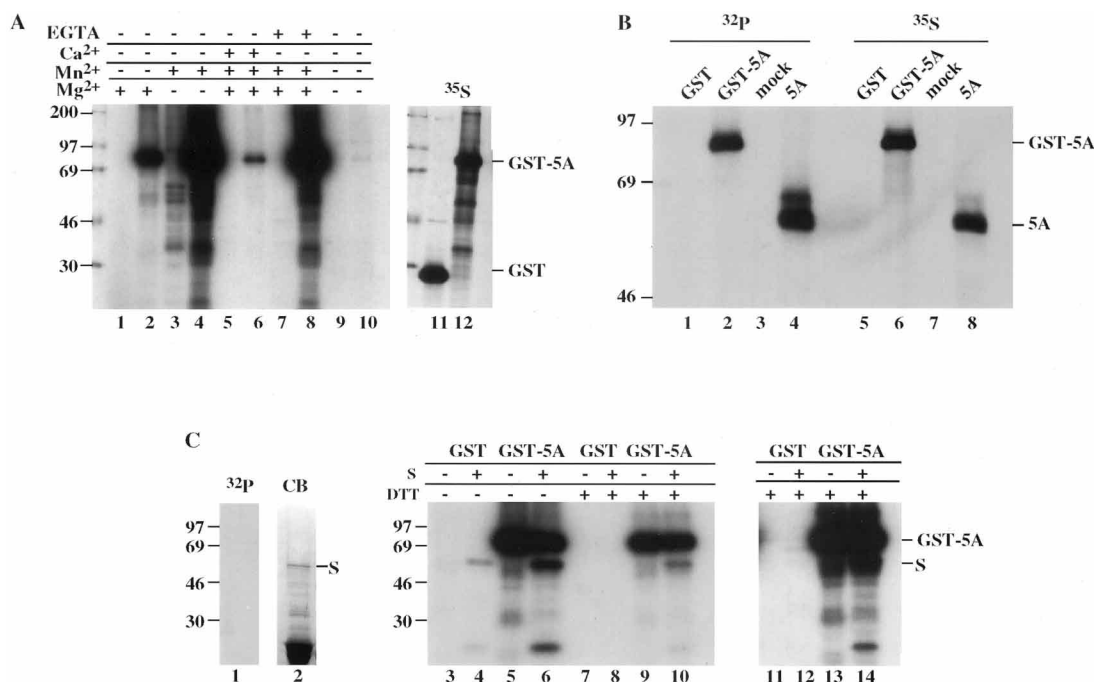 A
EGTA - - - - - - + + - -
Ca2+ - - - - + + - - - -
Mn2+ - - + + + + + + - -
Mg2+ + + - - + + + + - -
200
97
69
46
30
1 2 3 4 5 6 7 8 9 10
35S
GST-5A
GST
11 12
B
32P 35S
GST GST-5A mock 5A GST GST-5A mock 5A
97
69
46
GST-5A
5A
1 2 3 4 5 6 7 8
C
32P CB
97
69
46
30
S
1 2
GST GST-5A GST GST-5A
S - + - + - + - +
DTT - - - - + + + +
97
69
46
30
3 4 5 6 7 8 9 10
GST GST-5A
- + - +
+ + + +
GST-5A
S
11 12 13 14